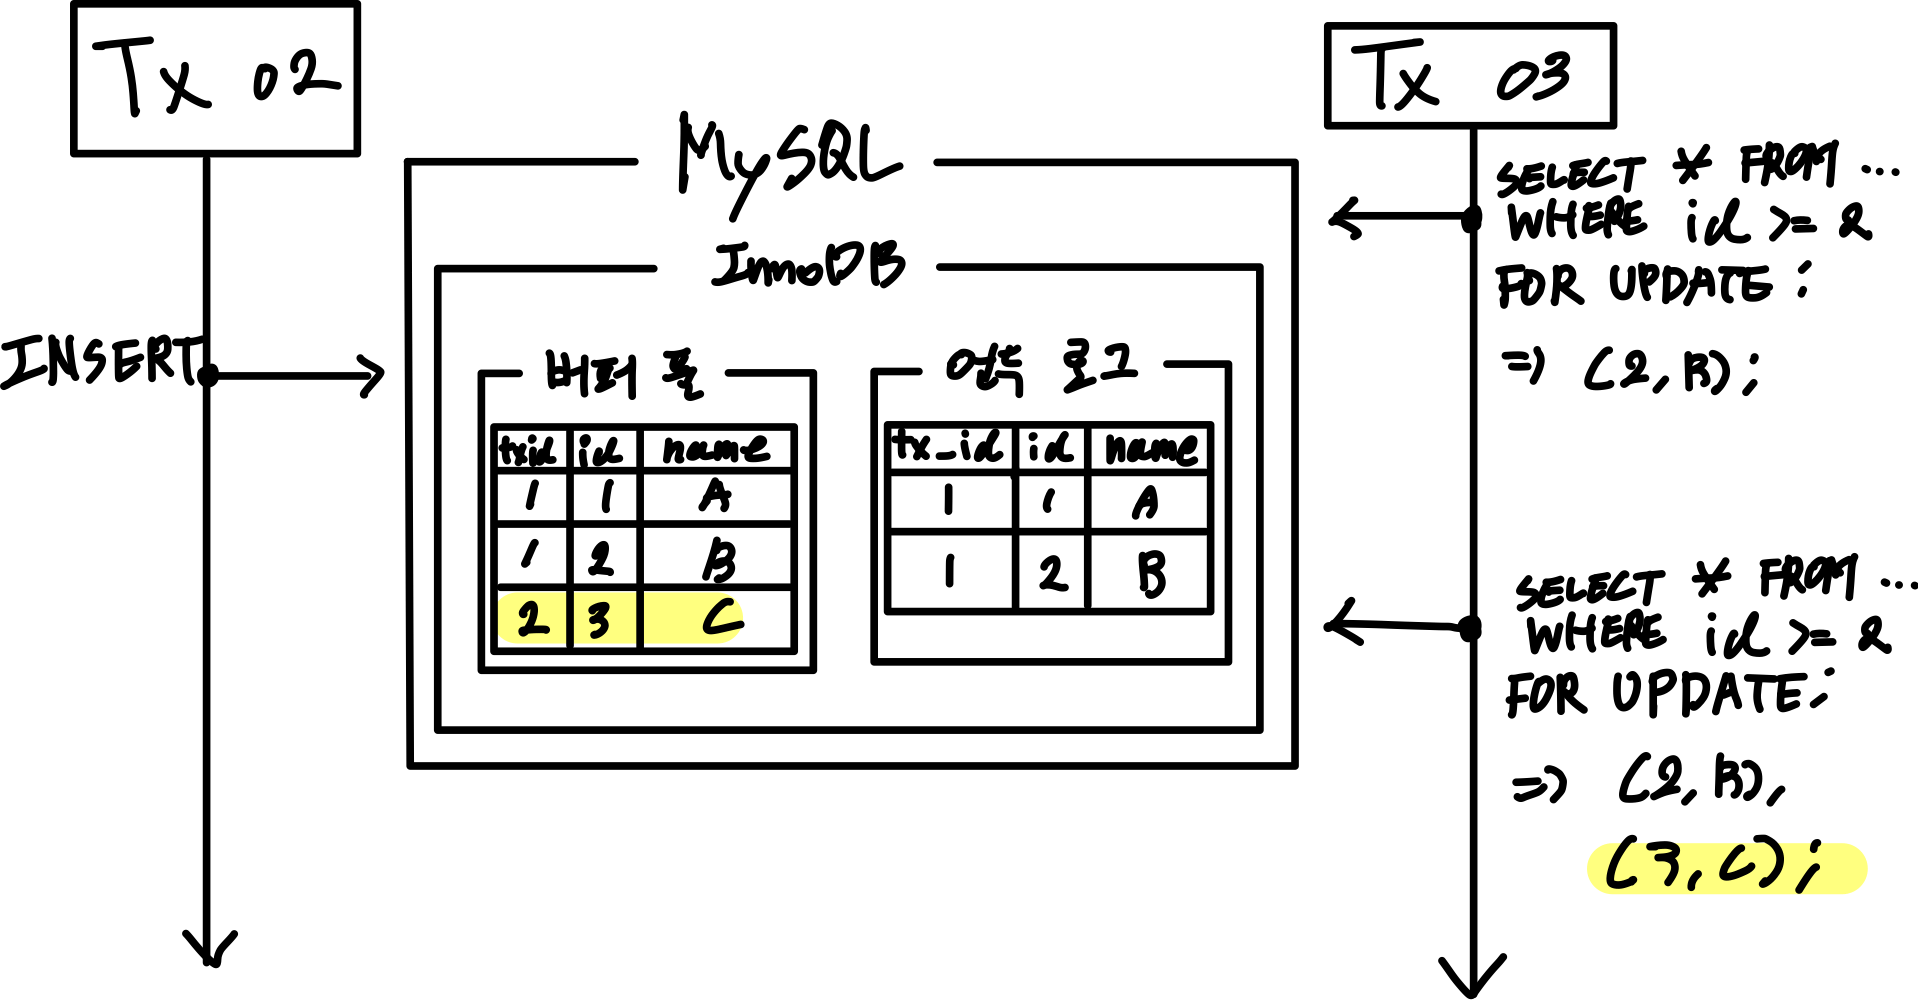 Tx 02
INSERT
MySQL
InnoDB
버퍼 풀
txid id name
1 1 A
1 2 B
2 3 C
언두 로그
tx_id id name
1 1 A
1 2 B
Tx 03
SELECT * FROM ...
WHERE id >= 2
FOR UPDATE;
=> (2, B);
SELECT * FROM ...
WHERE id >= 2
FOR UPDATE;
=> (2, B),
(3, C);